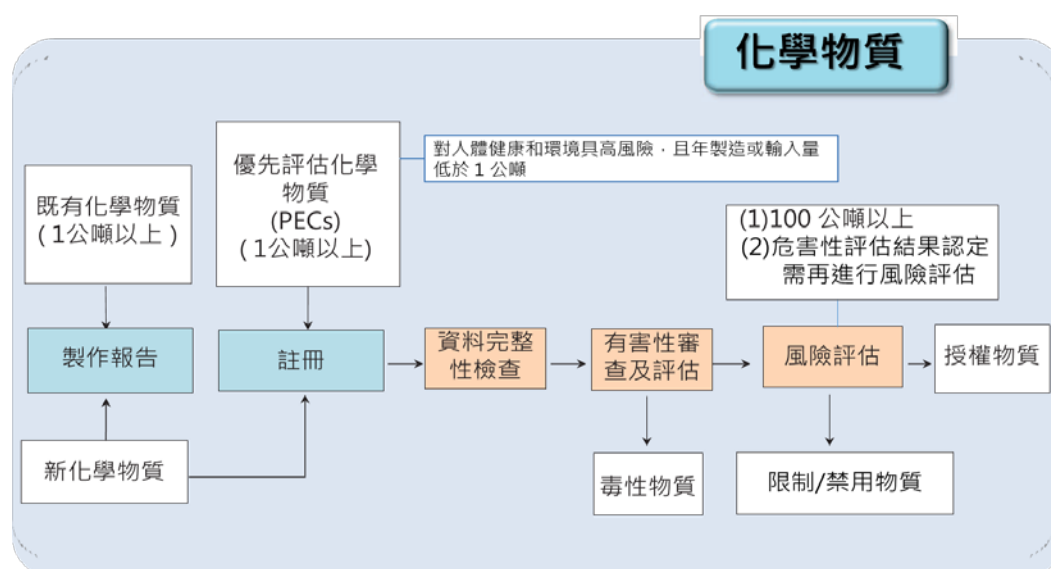 化學物質
優先評估化學
物質
(PECs)
(1公噸以上)
對人體健康和環境具高風險，且年製造或輸入量
低於 1 公噸
既有化學物質
( 1公噸以上 )
(1)100 公噸以上
(2)危害性評估結果認定
需再進行風險評估
製作報告
註冊
資料完整
性檢查
有害性審
查及評估
風險評估
授權物質
新化學物質
毒性物質
限制/禁用物質